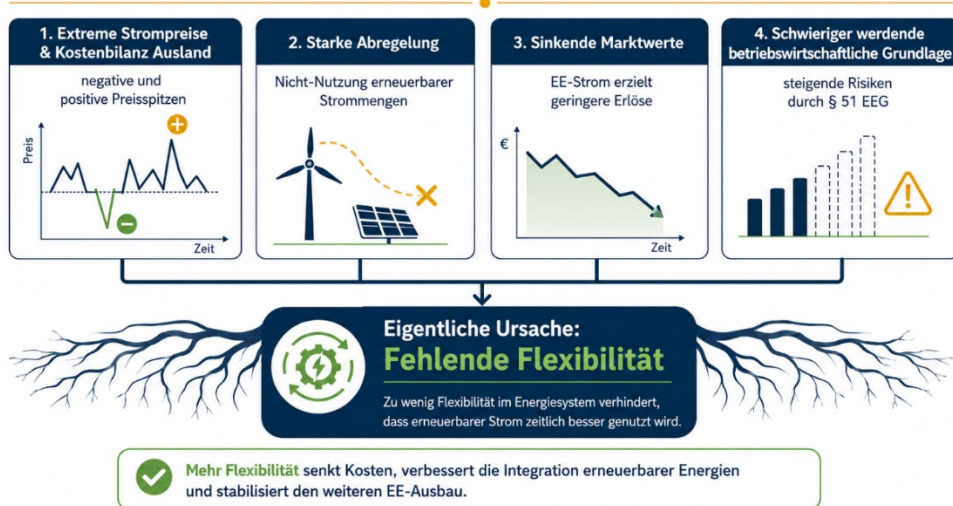 1. Extreme Strompreise
& Kostenbilanz Ausland
negative und
positive Preisspitzen
Preis
+
−
Zeit
2. Starke Abregelung
Nicht-Nutzung erneuerbarer
Strommengen
3. Sinkende Marktwerte
EE-Strom erzielt
geringere Erlöse
€
Zeit
4. Schwieriger werdende
betriebswirtschaftliche Grundlage
steigende Risiken
durch § 51 EEG
!
Eigentliche Ursache:
Fehlende Flexibilität
Zu wenig Flexibilität im Energiesystem verhindert,
dass erneuerbarer Strom zeitlich besser genutzt wird.
Mehr Flexibilität senkt Kosten, verbessert die Integration erneuerbarer Energien
und stabilisiert den weiteren EE-Ausbau.